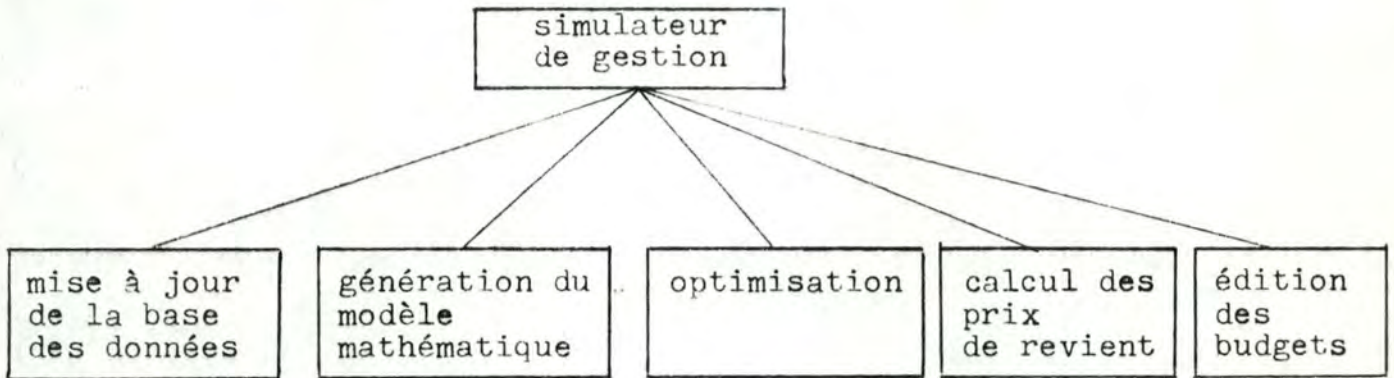 simulateur
de gestion
mise à jour
de la base
des données
génération du
modèle
mathématique
optimisation
calcul des
prix
de revient
édition
des
budgets